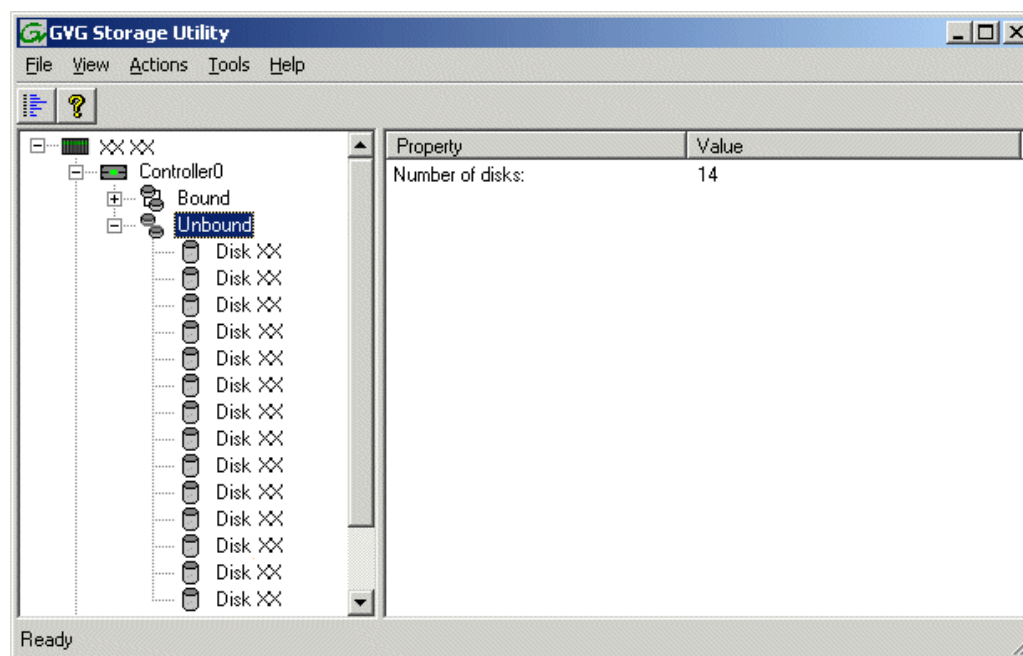 GVG Storage Utility
File View Actions Tools Help
XX XX
Controller0
Bound
Unbound
Disk XX
Disk XX
Disk XX
Disk XX
Disk XX
Disk XX
Disk XX
Disk XX
Disk XX
Disk XX
Disk XX
Disk XX
Disk XX
Disk XX
Property Value
Number of disks: 14
Ready